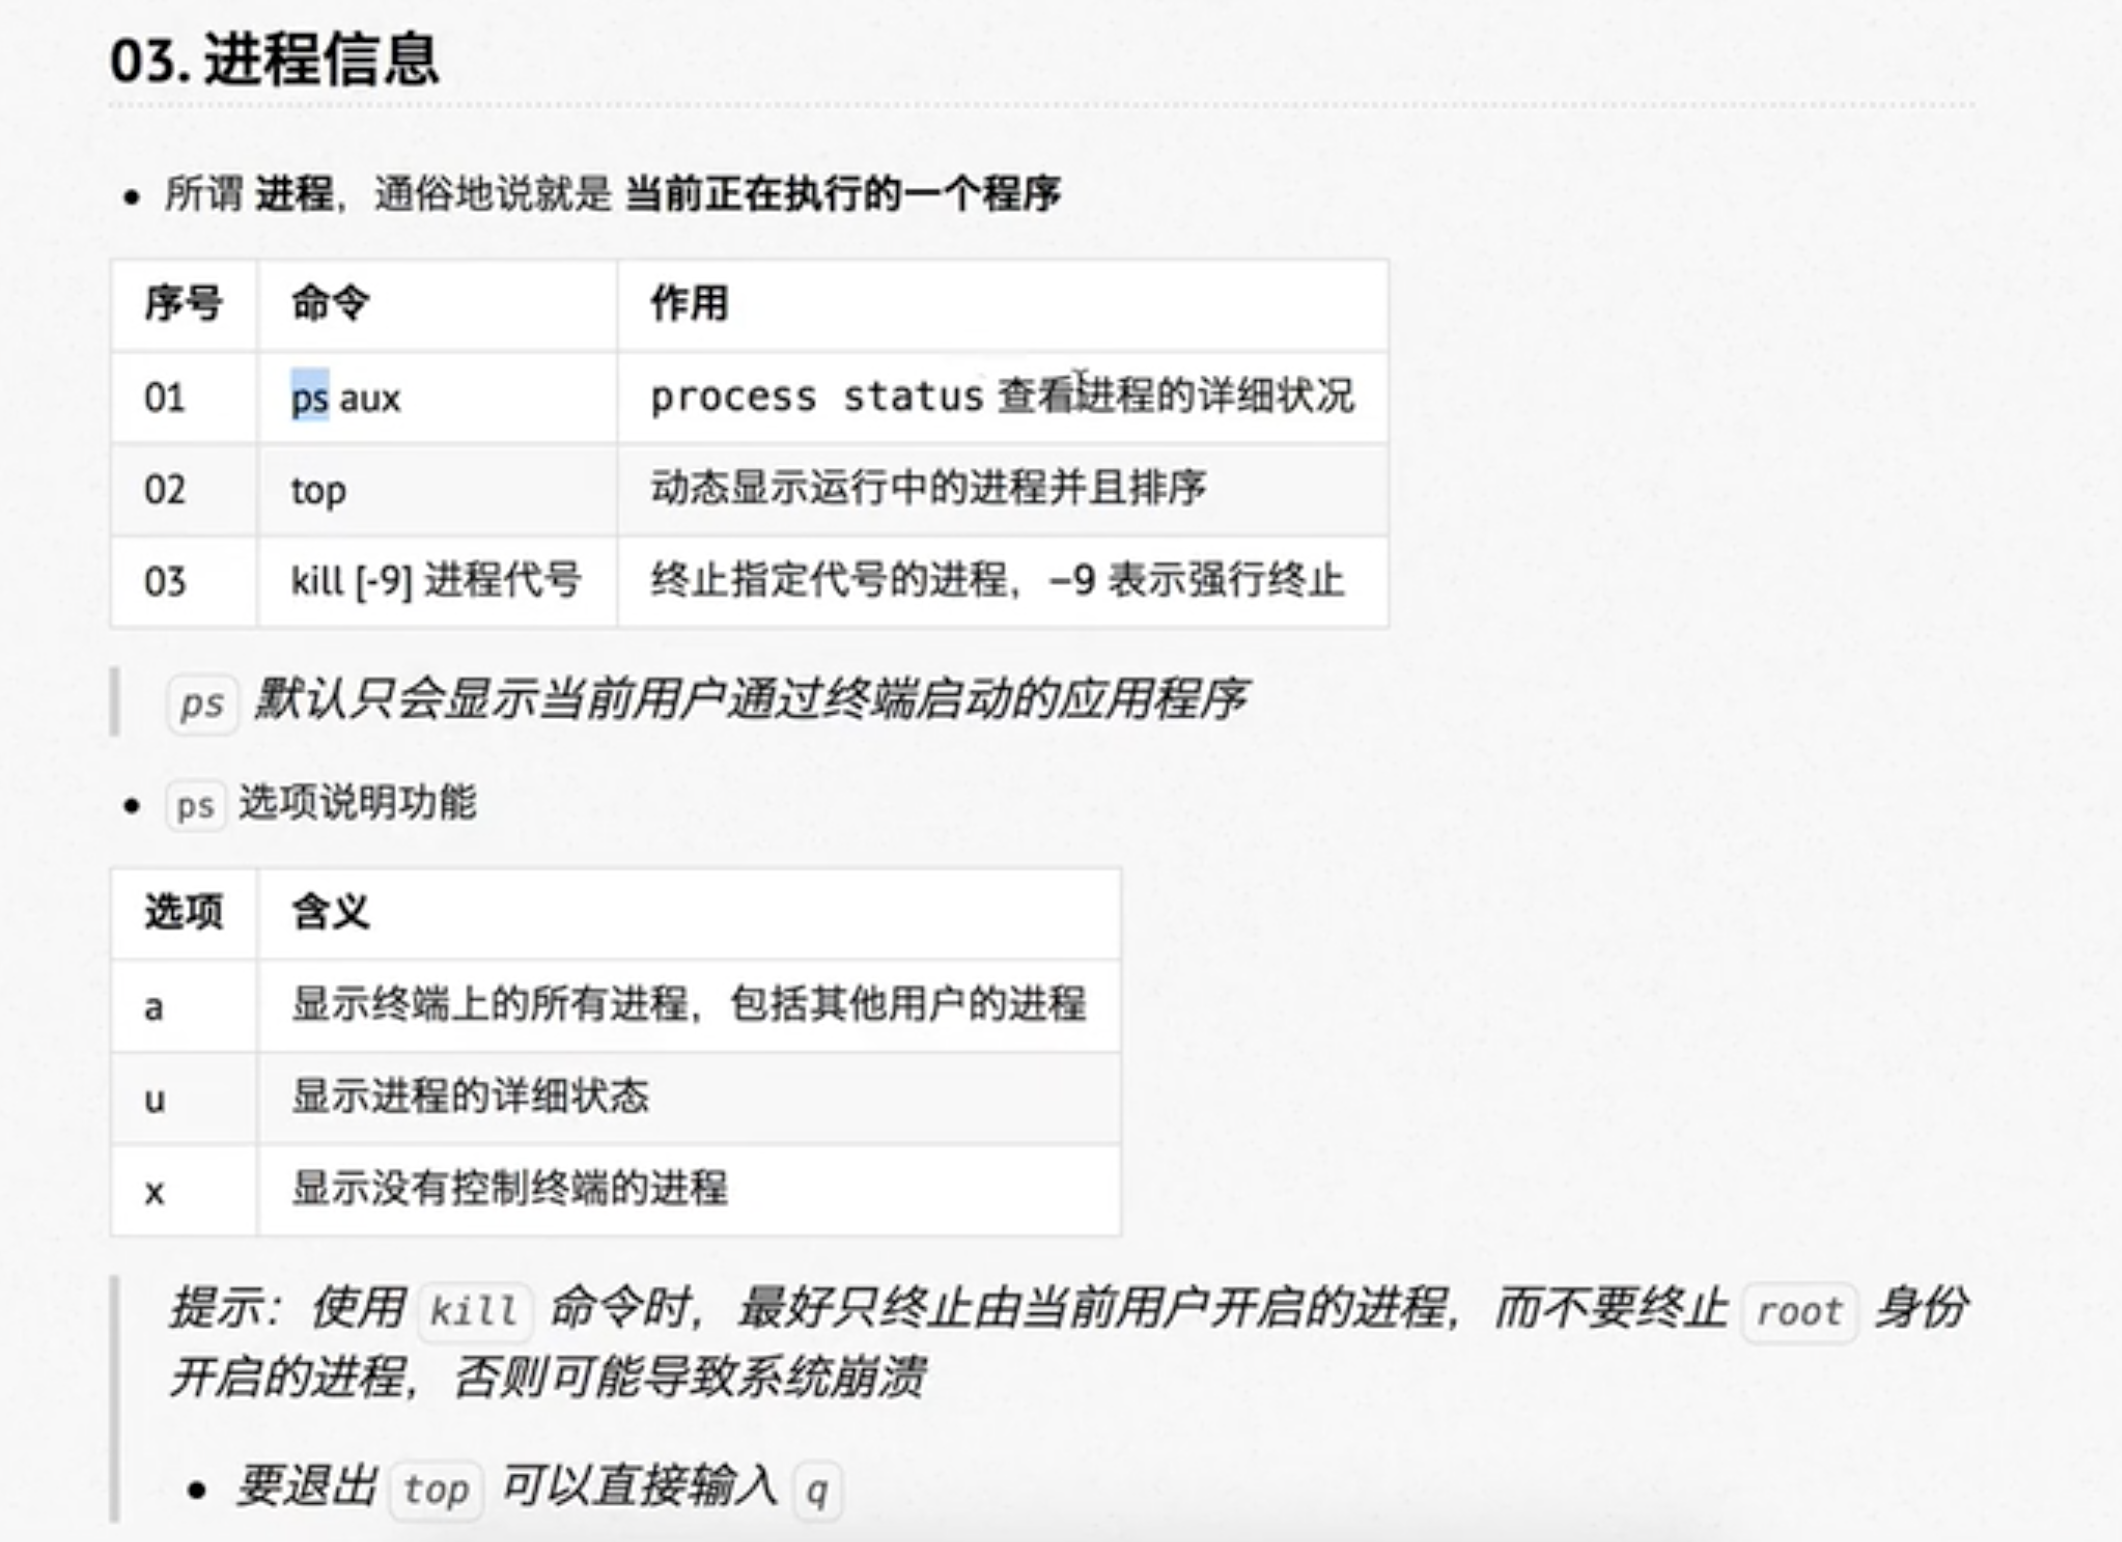 03. 进程信息
• 所谓 进程，通俗地说就是 当前正在执行的一个程序
序号 命令 作用
01 ps aux process status 查看进程的详细状况
02 top 动态显示运行中的进程并且排序
03 kill [-9] 进程代号 终止指定代号的进程，-9 表示强行终止
ps 默认只会显示当前用户通过终端启动的应用程序
• ps 选项说明功能
选项 含义
a 显示终端上的所有进程，包括其他用户的进程
u 显示进程的详细状态
x 显示没有控制终端的进程
提示：使用 kill 命令时，最好只终止由当前用户开启的进程，而不要终止 root 身份
开启的进程，否则可能导致系统崩溃
• 要退出 top 可以直接输入 q